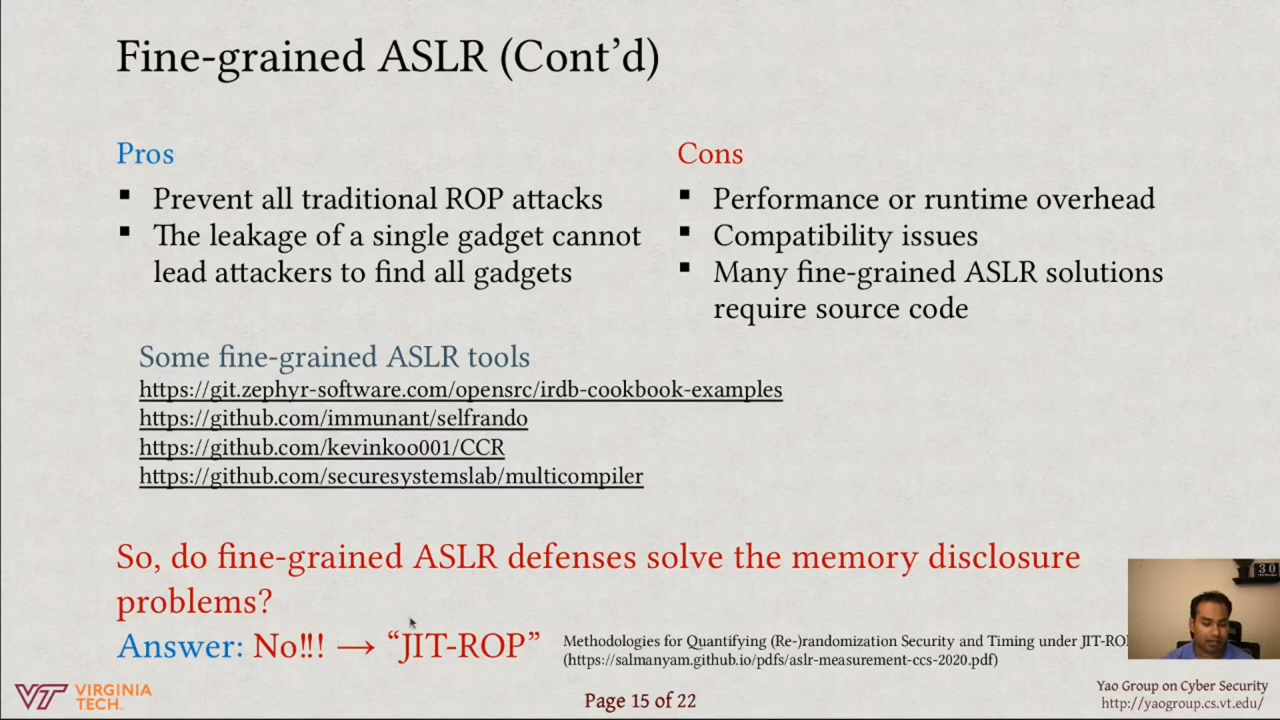 Fine-grained ASLR (Cont’d)
Pros
▪ Prevent all traditional ROP attacks
▪ The leakage of a single gadget cannot
lead attackers to find all gadgets
Cons
▪ Performance or runtime overhead
▪ Compatibility issues
▪ Many fine-grained ASLR solutions
require source code
Some fine-grained ASLR tools
https://git.zephyr-software.com/opensrc/irdb-cookbook-examples
https://github.com/immunant/selfrando
https://github.com/kevinkoo001/CCR
https://github.com/securesystemslab/multicompiler
So, do fine-grained ASLR defenses solve the memory disclosure
problems?
Answer: No!!! → “JIT-ROP”
Methodologies for Quantifying (Re-)randomization Security and Timing under JIT-RO
(https://salmanyam.github.io/pdfs/aslr-measurement-ccs-2020.pdf)
30
VT VIRGINIA
TECH.
Page 15 of 22
Yao Group on Cyber Security
http://yaogroup.cs.vt.edu/